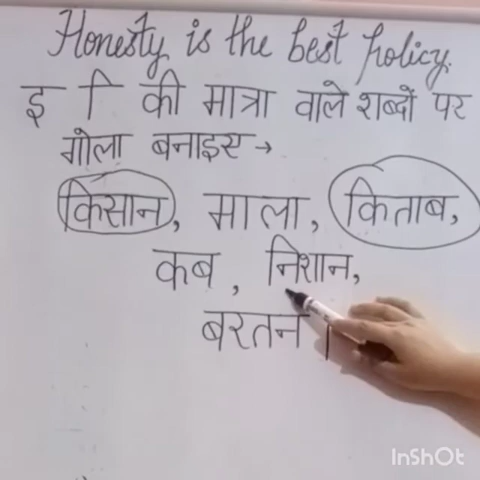 Honesty is the best policy.
इ ि की मात्रा वाले शब्दों पर
गोला बनाइए →
किसान, माला, किताब,
कब, निशान,
बरतन।
InShOt